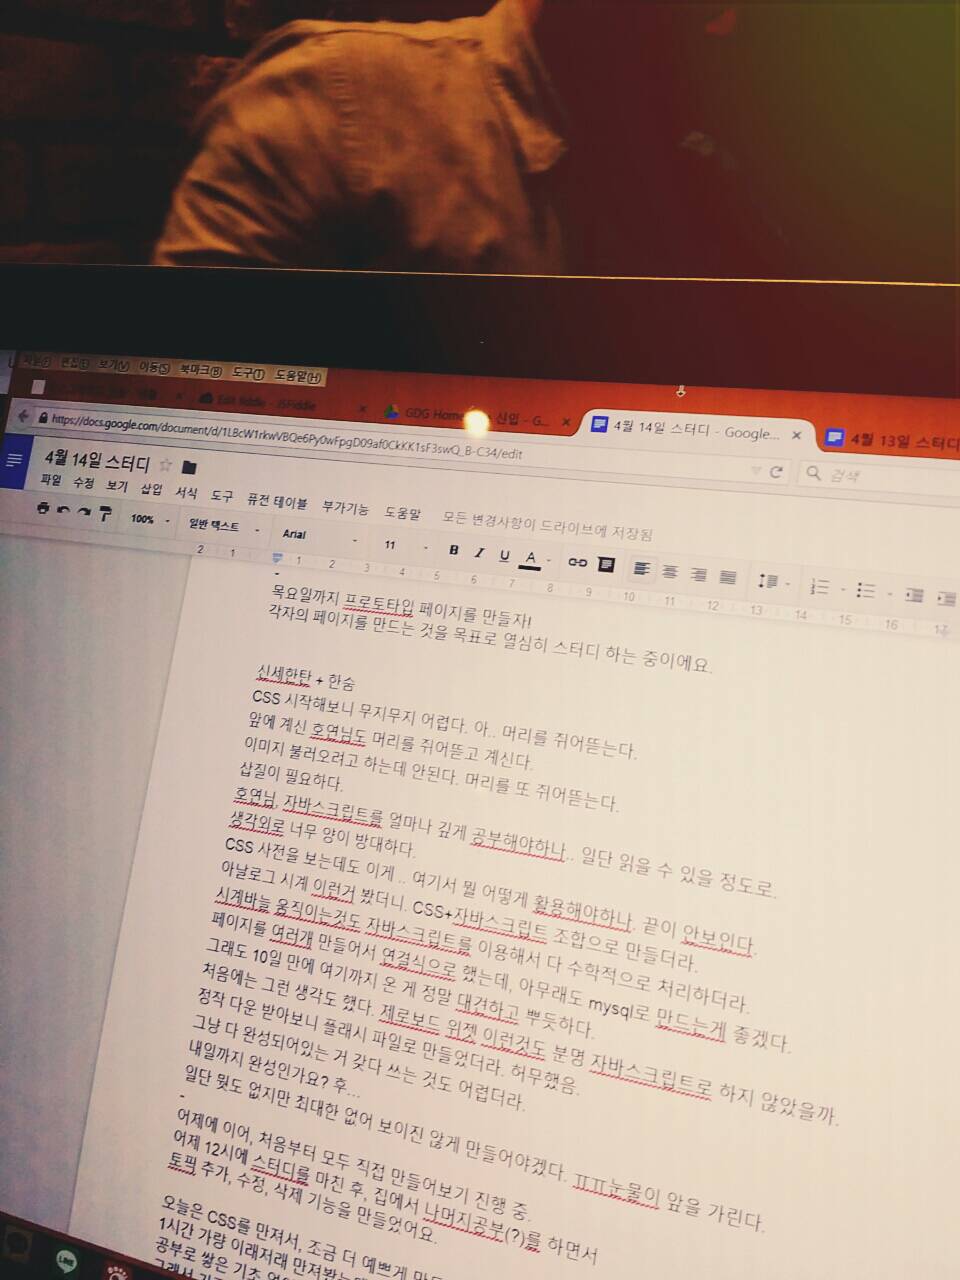 파일(F) 편집(E) 보기(V) 이동(S) 북마크(B) 도구(T) 도움말(H)
Edit fiddle - JSFiddle
GDG Home 신입 - G...
4월 14일 스터디 - Google...
4월 13일 스터디
https://docs.google.com/document/d/1LBcW1rkwVBQe6Py0wFpgD09af0CkKK1sF3swQ_B-C34/edit
검색
4월 14일 스터디
파일 수정 보기 삽입 서식 도구 퓨전 테이블 부가기능 도움말 모든 변경사항이 드라이브에 저장됨
100% 일반 텍스트 Arial 11 B I U A
2 1 1 2 3 4 5 6 7 8 9 10 11 12 13 14 15 16 17
-
목요일까지 프로토타입 페이지를 만들자!
각자의 페이지를 만드는 것을 목표로 열심히 스터디 하는 중이에요.
신세한탄 + 한숨
CSS 시작해보니 무지무지 어렵다. 아.. 머리를 쥐어뜯는다.
앞에 계신 호연님도 머리를 쥐어뜯고 계신다.
이미지 불러오려고 하는데 안된다. 머리를 또 쥐어뜯는다.
삽질이 필요하다.
호연님, 자바스크립트를 얼마나 깊게 공부해야하나.. 일단 읽을 수 있을 정도로.
생각외로 너무 양이 방대하다.
CSS 사전을 보는데도 이게 .. 여기서 뭘 어떻게 활용해야하나. 끝이 안보인다.
아날로그 시계 이런거 봤더니. CSS+자바스크립트 조합으로 만들더라.
시계바늘 움직이는것도 자바스크립트를 이용해서 다 수학적으로 처리하더라.
페이지를 여러개 만들어서 연결식으로 했는데, 아무래도 mysql로 만드는게 좋겠다.
그래도 10일 만에 여기까지 온 게 정말 대견하고 뿌듯하다.
처음에는 그런 생각도 했다. 제로보드 위젯 이런것도 분명 자바스크립트로 하지 않았을까.
정작 다운 받아보니 플래시 파일로 만들었더라. 허무했음.
그냥 다 완성되어있는 거 갖다 쓰는 것도 어렵더라.
내일까지 완성인가요? 후...
일단 뭣도 없지만 최대한 없어 보이진 않게 만들어야겠다. ㅠㅠ눈물이 앞을 가린다.
-
어제에 이어, 처음부터 모두 직접 만들어보기 진행 중.
어제 12시에 스터디를 마친 후, 집에서 나머지공부(?)를 하면서
토픽 추가, 수정, 삭제 기능을 만들었어요.
오늘은 CSS를 만져서, 조금 더 예쁘게
1시간 가량 이래저래 만져봤는데
공부로 쌓은 기초
LINE